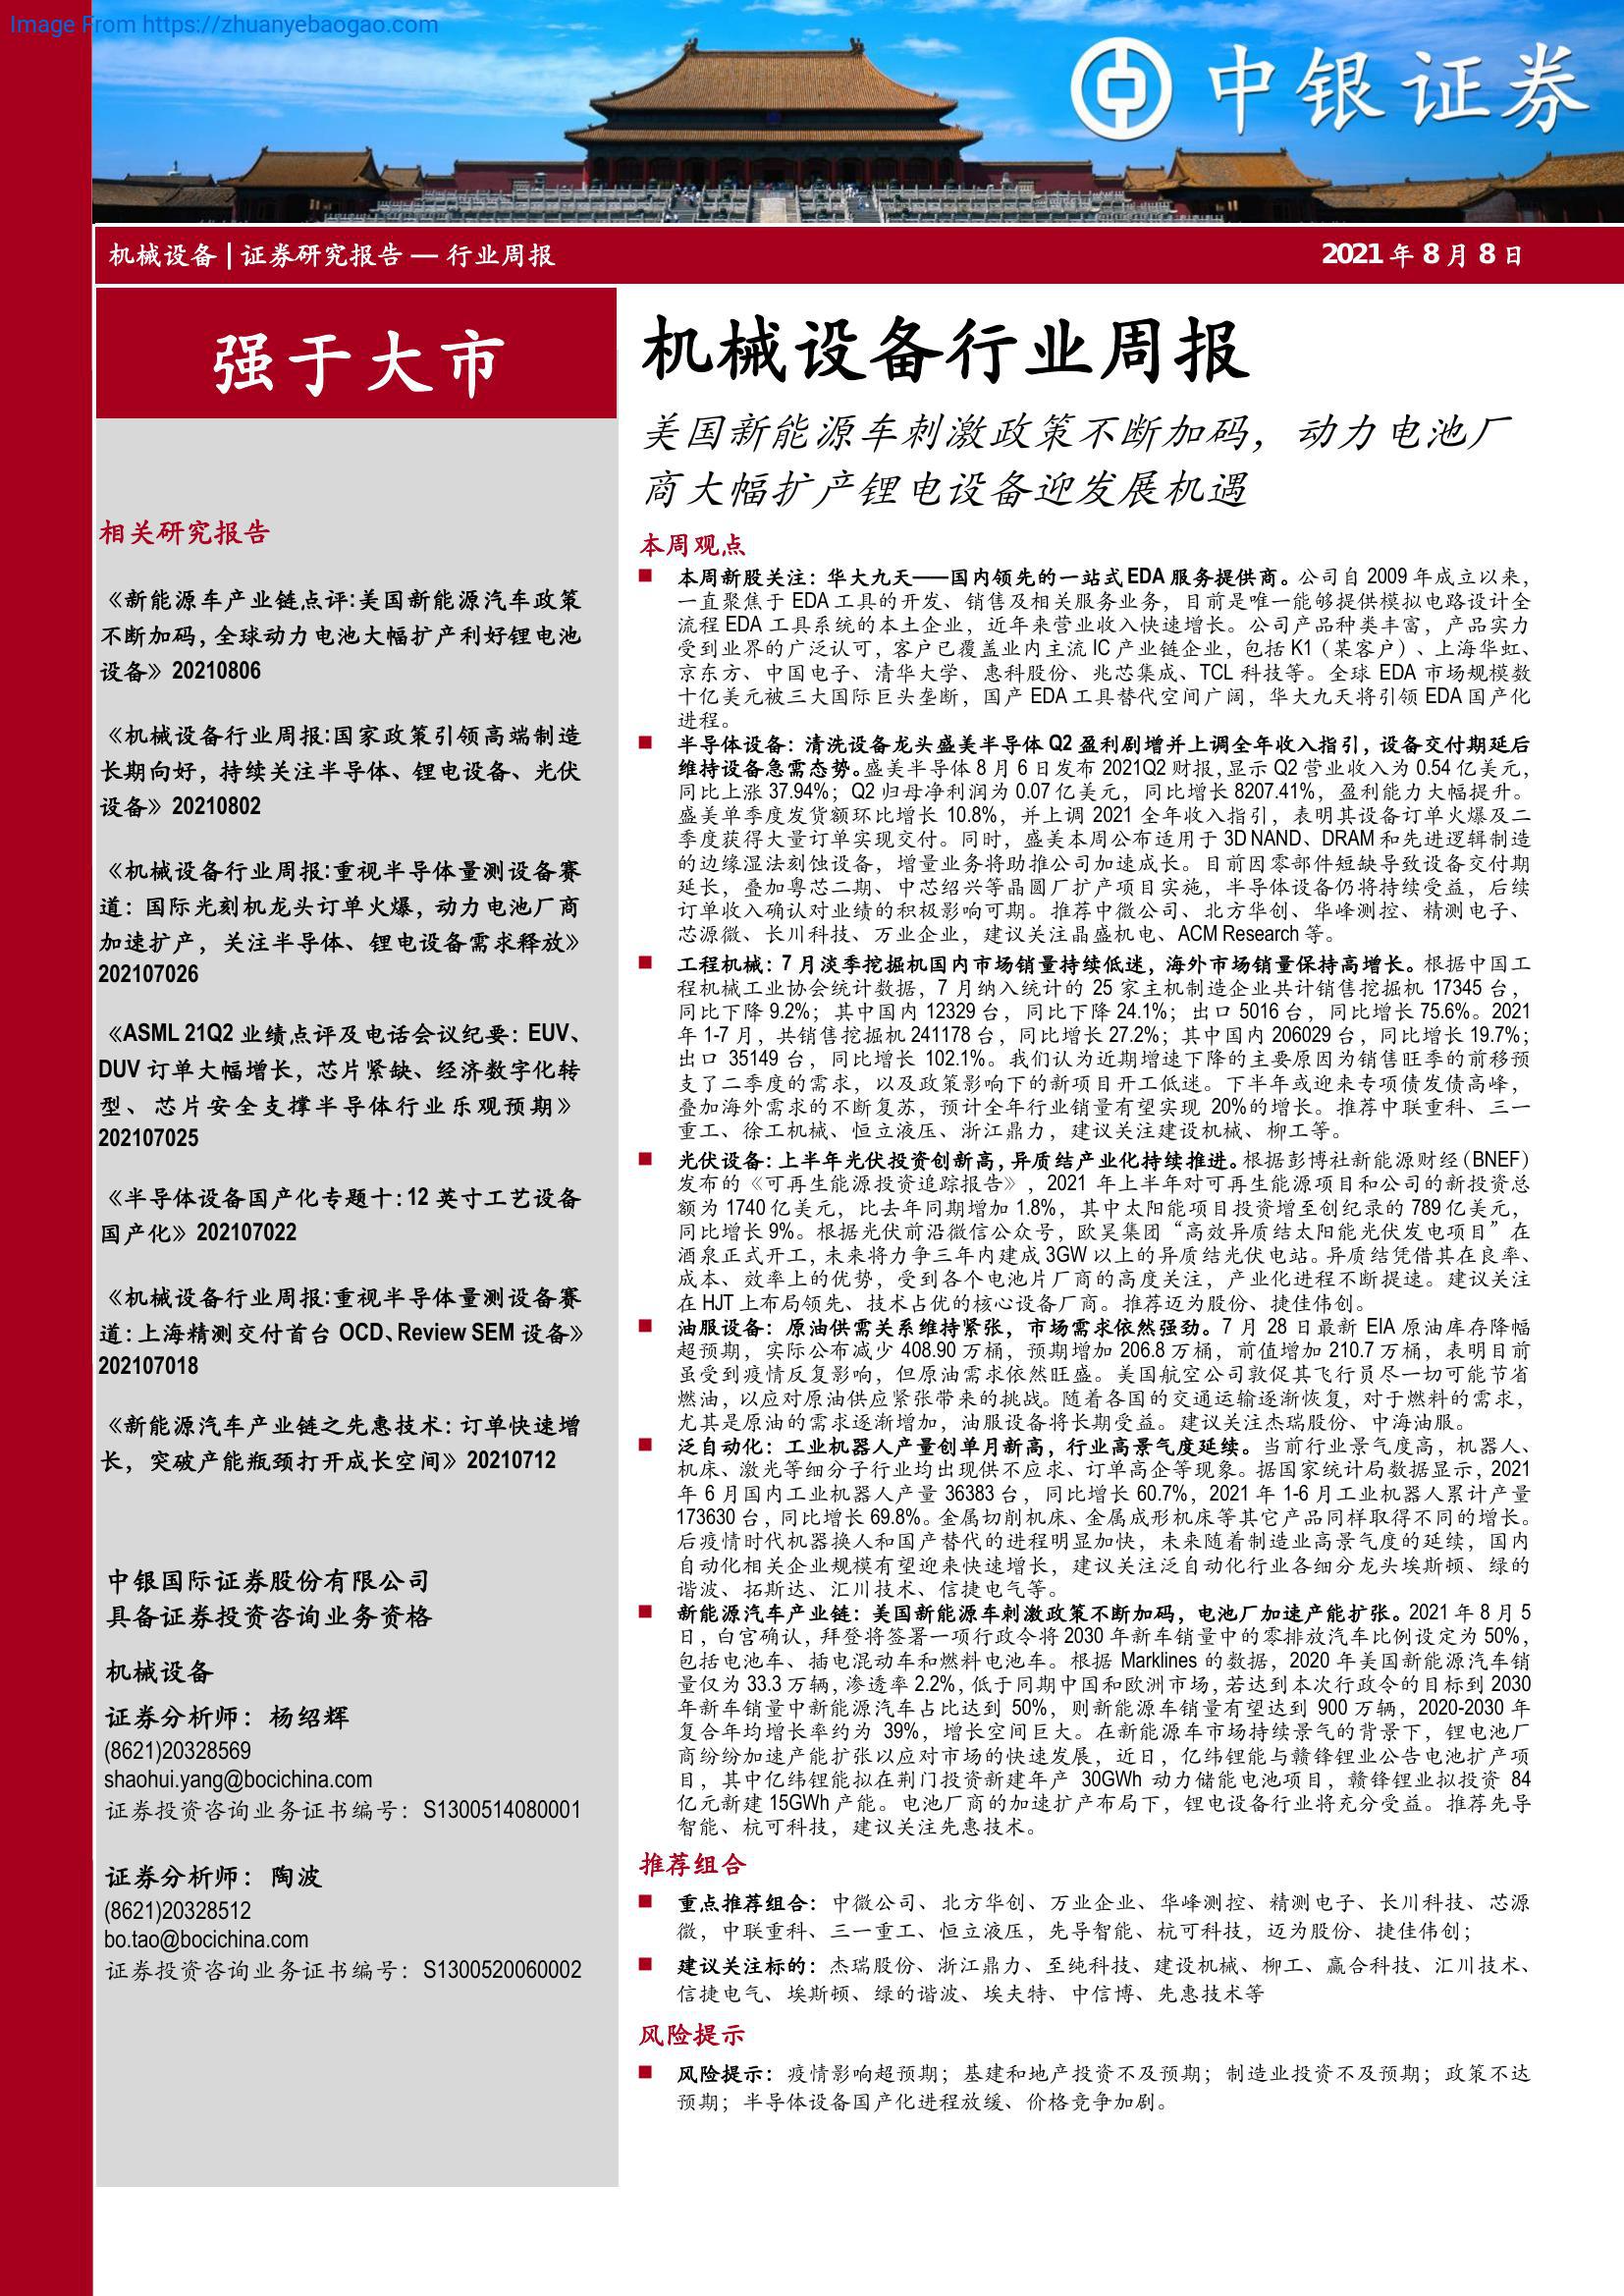 Image From https://zhuanyebaogao.com
中银证券
机械设备 | 证券研究报告 — 行业周报
2021 年 8 月 8 日
强于大市
相关研究报告
《新能源车产业链点评:美国新能源汽车政策
不断加码，全球动力电池大幅扩产利好锂电池
设备》20210806
《机械设备行业周报:国家政策引领高端制造
长期向好，持续关注半导体、锂电设备、光伏
设备》20210802
《机械设备行业周报:重视半导体量测设备赛
道：国际光刻机龙头订单火爆，动力电池厂商
加速扩产，关注半导体、锂电设备需求释放》
202107026
《ASML 21Q2 业绩点评及电话会议纪要：EUV、
DUV 订单大幅增长，芯片紧缺、经济数字化转
型、芯片安全支撑半导体行业乐观预期》
202107025
《半导体设备国产化专题十：12 英寸工艺设备
国产化》202107022
《机械设备行业周报:重视半导体量测设备赛
道：上海精测交付首台 OCD、Review SEM 设备》
202107018
《新能源汽车产业链之先惠技术：订单快速增
长，突破产能瓶颈打开成长空间》20210712
中银国际证券股份有限公司
具备证券投资咨询业务资格
机械设备
证券分析师：杨绍辉
(8621)20328569
shaohui.yang@bocichina.com
证券投资咨询业务证书编号：S1300514080001
证券分析师：陶波
(8621)20328512
bo.tao@bocichina.com
证券投资咨询业务证书编号：S1300520060002
机械设备行业周报
美国新能源车刺激政策不断加码，动力电池厂
商大幅扩产锂电设备迎发展机遇
本周观点
■ 本周新股关注：华大九天——国内领先的一站式 EDA 服务提供商。公司自 2009 年成立以来，
一直聚焦于 EDA 工具的开发、销售及相关服务业务，目前是唯一能够提供模拟电路设计全
流程 EDA 工具系统的本土企业，近年来营业收入快速增长。公司产品种类丰富，产品实力
受到业界的广泛认可，客户已覆盖业内主流 IC 产业链企业，包括 K1（某客户）、上海华虹、
京东方、中国电子、清华大学、惠科股份、兆芯集成、TCL 科技等。全球 EDA 市场规模数
十亿美元被三大国际巨头垄断，国产 EDA 工具替代空间广阔，华大九天将引领 EDA 国产化
进程。
■ 半导体设备：清洗设备龙头盛美半导体 Q2 盈利剧增并上调全年收入指引，设备交付期延后
维持设备急需态势。盛美半导体 8 月 6 日发布 2021Q2 财报，显示 Q2 营业收入为 0.54 亿美元，
同比上涨 37.94%；Q2 归母净利润为 0.07 亿美元，同比增长 8207.41%，盈利能力大幅提升。
盛美单季度发货额环比增长 10.8%，并上调 2021 全年收入指引，表明其设备订单火爆及二
季度获得大量订单实现交付。同时，盛美本周公布适用于 3D NAND、DRAM 和先进逻辑制造
的边缘湿法刻蚀设备，增量业务将助推公司加速成长。目前因零部件短缺导致设备交付期
延长，叠加粤芯二期、中芯绍兴等晶圆厂扩产项目实施，半导体设备仍将持续受益，后续
订单收入确认对业绩的积极影响可期。推荐中微公司、北方华创、华峰测控、精测电子、
芯源微、长川科技、万业企业，建议关注晶盛机电、ACM Research 等。
■ 工程机械：7 月淡季挖掘机国内市场销量持续低迷，海外市场销量保持高增长。根据中国工
程机械工业协会统计数据，7 月纳入统计的 25 家主机制造企业共计销售挖掘机 17345 台，
同比下降 9.2%；其中国内 12329 台，同比下降 24.1%；出口 5016 台，同比增长 75.6%。2021
年 1-7 月，共销售挖掘机 241178 台，同比增长 27.2%；其中国内 206029 台，同比增长 19.7%；
出口 35149 台，同比增长 102.1%。我们认为近期增速下降的主要原因为销售旺季的前移预
支了二季度的需求，以及政策影响下的新项目开工低迷。下半年或迎来专项债发债高峰，
叠加海外需求的不断复苏，预计全年行业销量有望实现 20%的增长。推荐中联重科、三一
重工、徐工机械、恒立液压、浙江鼎力，建议关注建设机械、柳工等。
■ 光伏设备：上半年光伏投资创新高，异质结产业化持续推进。根据彭博社新能源财经（BNEF）
发布的《可再生能源投资追踪报告》，2021 年上半年对可再生能源项目和公司的新投资总
额为 1740 亿美元，比去年同期增加 1.8%，其中太阳能项目投资增至创纪录的 789 亿美元，
同比增长 9%。根据光伏前沿微信公众号，欧昊集团“高效异质结太阳能光伏发电项目”在
酒泉正式开工，未来将力争三年内建成 3GW 以上的异质结光伏电站。异质结凭借其在良率、
成本、效率上的优势，受到各个电池片厂商的高度关注，产业化进程不断提速。建议关注
在 HJT 上布局领先、技术占优的核心设备厂商。推荐迈为股份、捷佳伟创。
■ 油服设备：原油供需关系维持紧张，市场需求依然强劲。7 月 28 日最新 EIA 原油库存降幅
超预期，实际公布减少 408.90 万桶，预期增加 206.8 万桶，前值增加 210.7 万桶，表明目前
虽受到疫情反复影响，但原油需求依然旺盛。美国航空公司敦促其飞行员尽一切可能节省
燃油，以应对原油供应紧张带来的挑战。随着各国的交通运输逐渐恢复，对于燃料的需求，
尤其是原油的需求逐渐增加，油服设备将长期受益。建议关注杰瑞股份、中海油服。
■ 泛自动化：工业机器人产量创单月新高，行业高景气度延续。当前行业景气度高，机器人、
机床、激光等细分子行业均出现供不应求、订单高企等现象。据国家统计局数据显示，2021
年 6 月国内工业机器人产量 36383 台，同比增长 60.7%，2021 年 1-6 月工业机器人累计产量
173630 台，同比增长 69.8%。金属切削机床、金属成形机床等其它产品同样取得不同的增长。
后疫情时代机器换人和国产替代的进程明显加快，未来随着制造业高景气度的延续，国内
自动化相关企业规模有望迎来快速增长，建议关注泛自动化行业各细分龙头埃斯顿、绿的
谐波、拓斯达、汇川技术、信捷电气等。
■ 新能源汽车产业链：美国新能源车刺激政策不断加码，电池厂加速产能扩张。2021 年 8 月 5
日，白宫确认，拜登将签署一项行政令将 2030 年新车销量中的零排放汽车比例设定为 50%，
包括电池车、插电混动车和燃料电池车。根据 Marklines 的数据，2020 年美国新能源汽车销
量仅为 33.3 万辆，渗透率 2.2%，低于同期中国和欧洲市场，若达到本次行政令的目标到 2030
年新车销量中新能源汽车占比达到 50%，则新能源车销量有望达到 900 万辆，2020-2030 年
复合年均增长率约为 39%，增长空间巨大。在新能源车市场持续景气的背景下，锂电池厂
商纷纷加速产能扩张以应对市场的快速发展，近日，亿纬锂能与赣锋锂业公告电池扩产项
目，其中亿纬锂能拟在荆门投资新建年产 30GWh 动力储能电池项目，赣锋锂业拟投资 84
亿元新建 15GWh 产能。电池厂商的加速扩产布局下，锂电设备行业将充分受益。推荐先导
智能、杭可科技，建议关注先惠技术。
推荐组合
■ 重点推荐组合：中微公司、北方华创、万业企业、华峰测控、精测电子、长川科技、芯源
微，中联重科、三一重工、恒立液压，先导智能、杭可科技，迈为股份、捷佳伟创；
■ 建议关注标的：杰瑞股份、浙江鼎力、至纯科技、建设机械、柳工、赢合科技、汇川技术、
信捷电气、埃斯顿、绿的谐波、埃夫特、中信博、先惠技术等
风险提示
■ 风险提示：疫情影响超预期；基建和地产投资不及预期；制造业投资不及预期；政策不达
预期；半导体设备国产化进程放缓、价格竞争加剧。